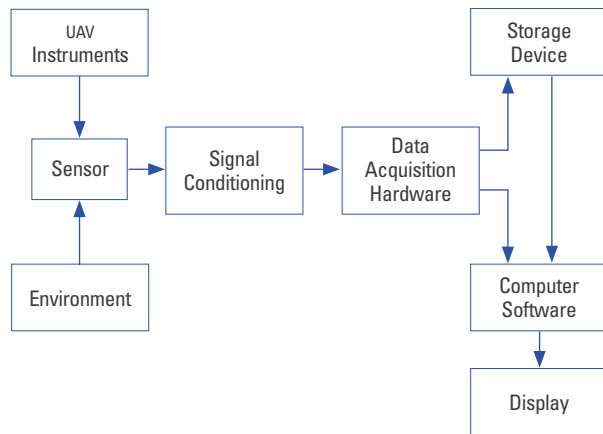 UAV
Instruments
Storage
Device
Sensor
Signal
Conditioning
Data
Acquisition
Hardware
Environment
Computer
Software
Display